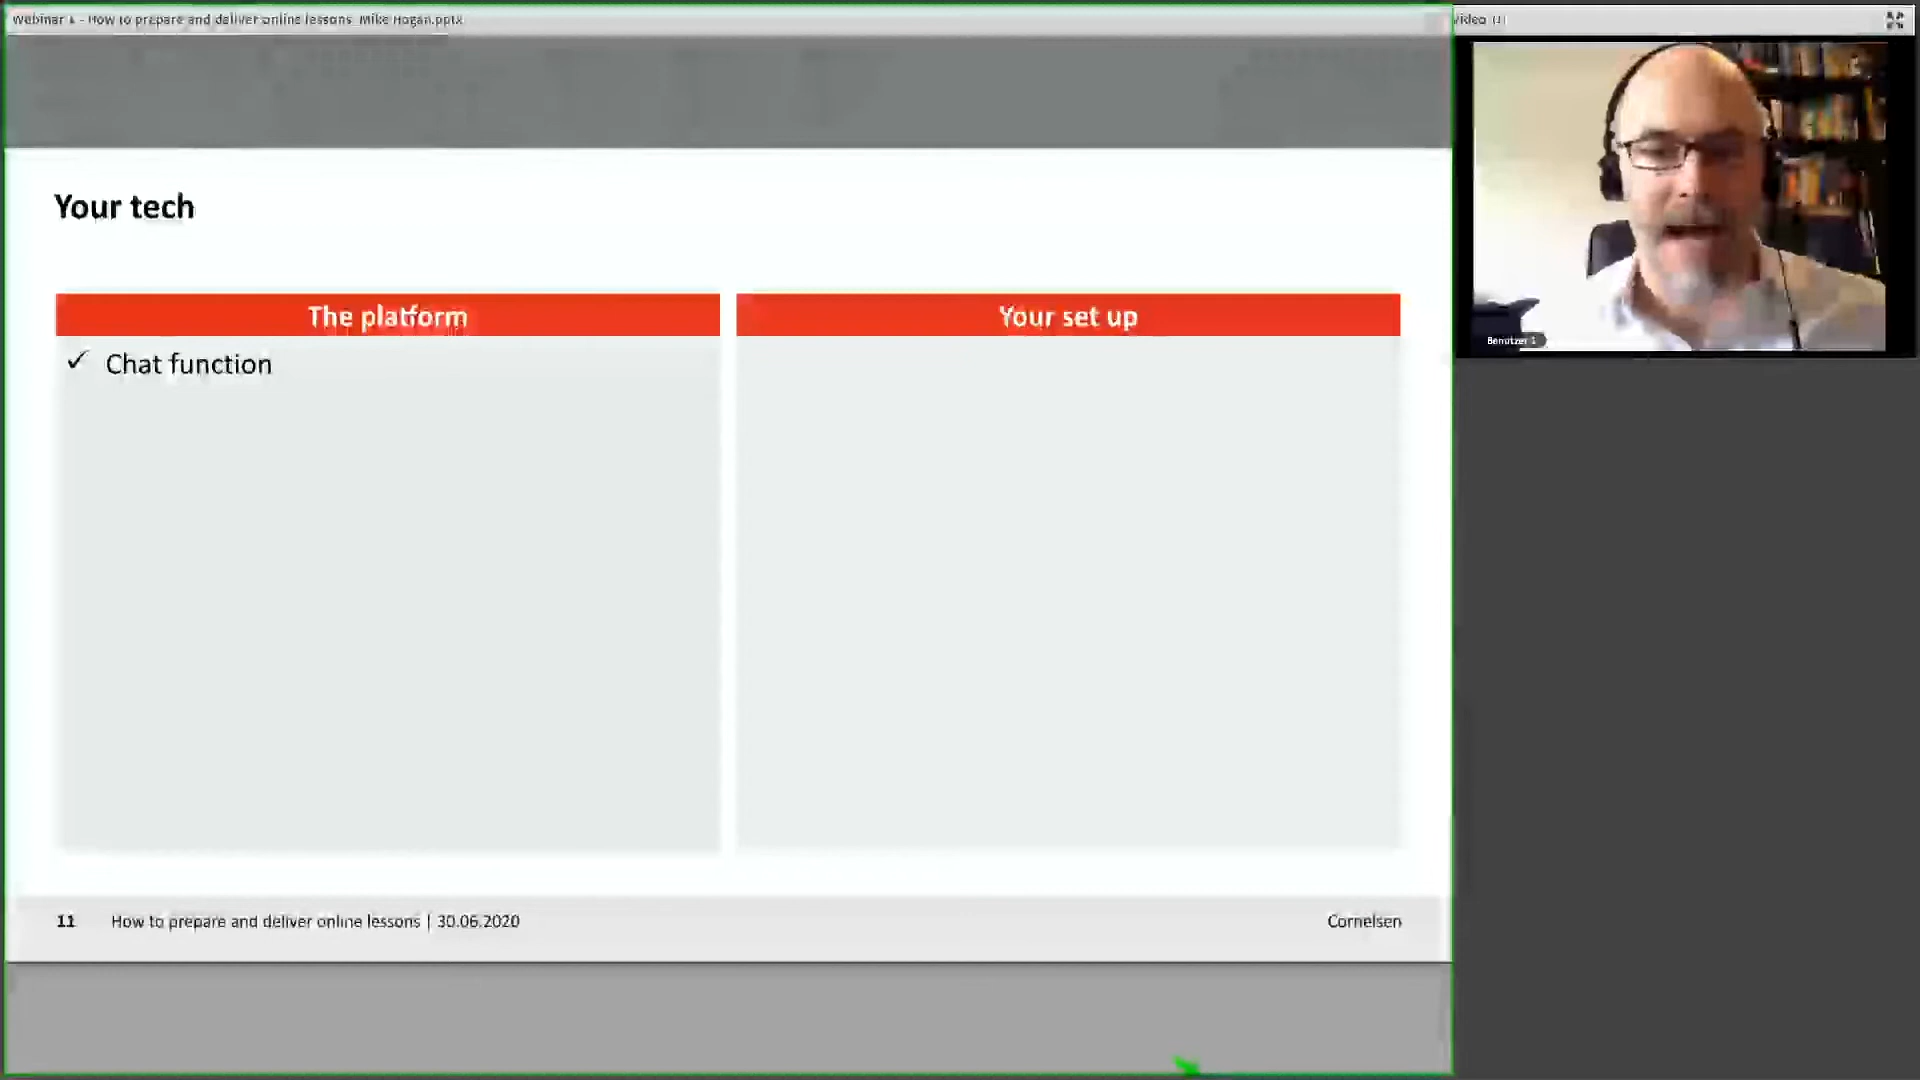 Webinar 1 - How to prepare and deliver online lessons_Mike Hogan.pptx
Video (1)
Your tech
The platform
Your set up
✓ Chat function
Benutzer 1
11 How to prepare and deliver online lessons | 30.06.2020
Cornelsen